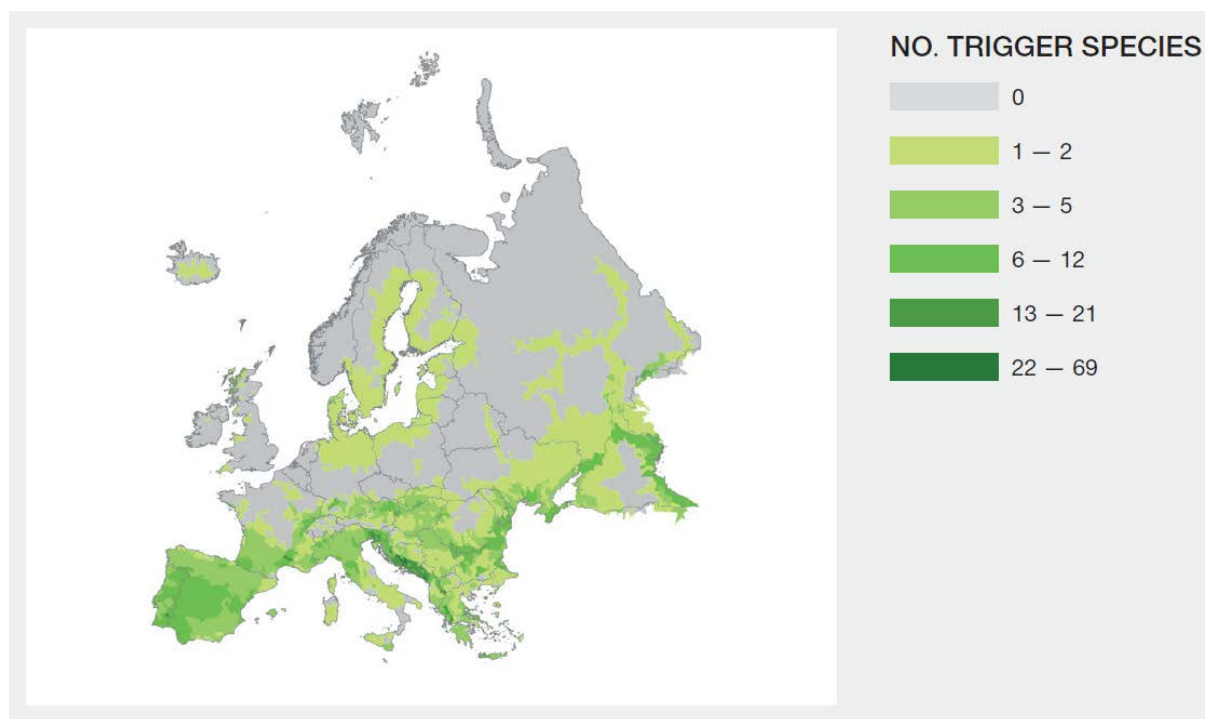 NO. TRIGGER SPECIES
0
1 — 2
3 — 5
6 — 12
13 — 21
22 — 69